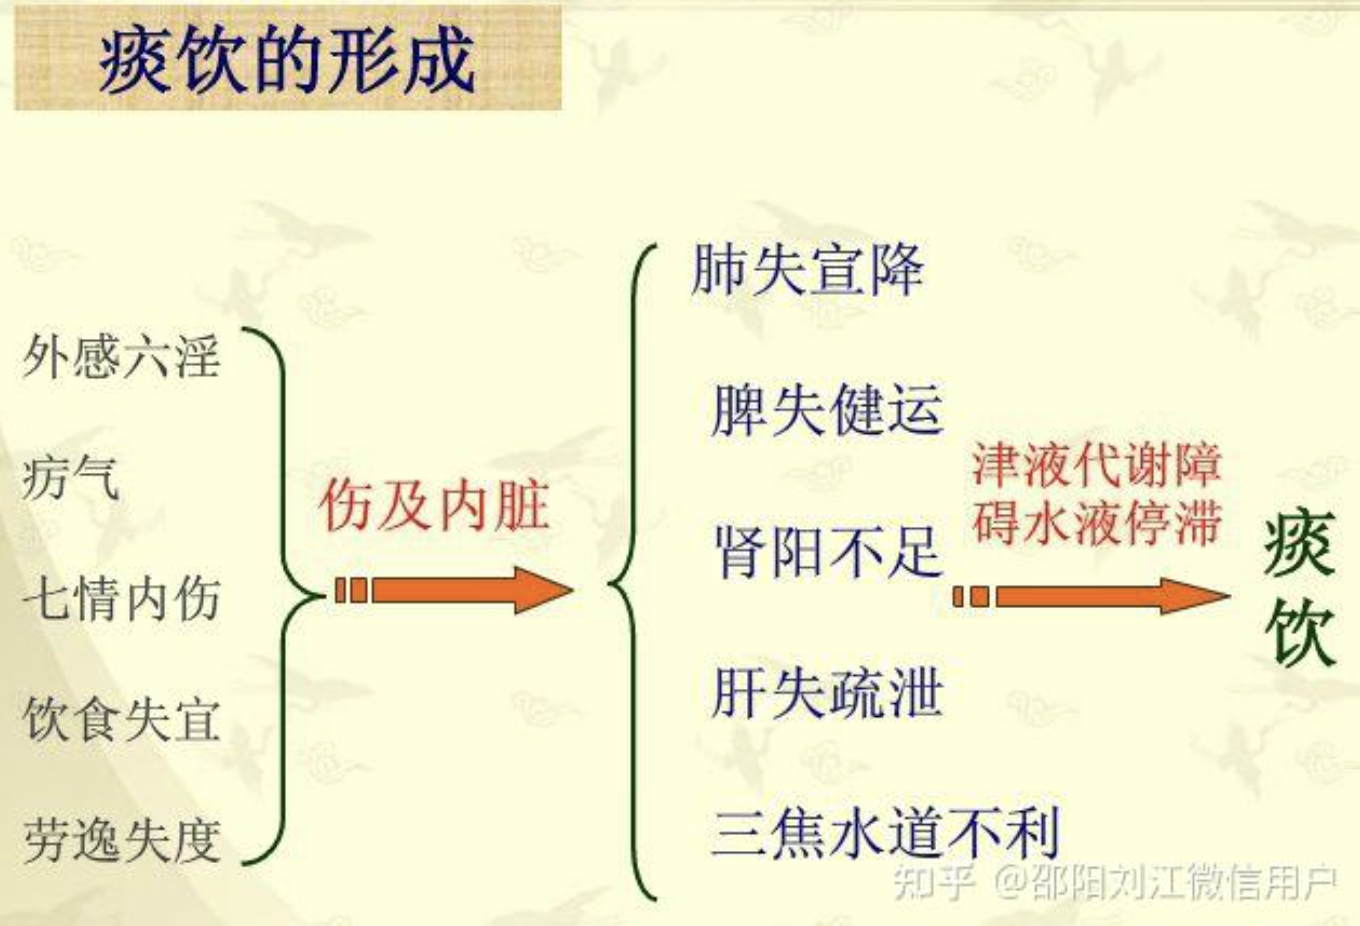 痰饮的形成
外感六淫
疠气
七情内伤
饮食失宜
劳逸失度
伤及内脏
肺失宣降
脾失健运
肾阳不足
肝失疏泄
三焦水道不利
津液代谢障
碍水液停滞
痰
饮
知乎 @邵阳刘江微信用户